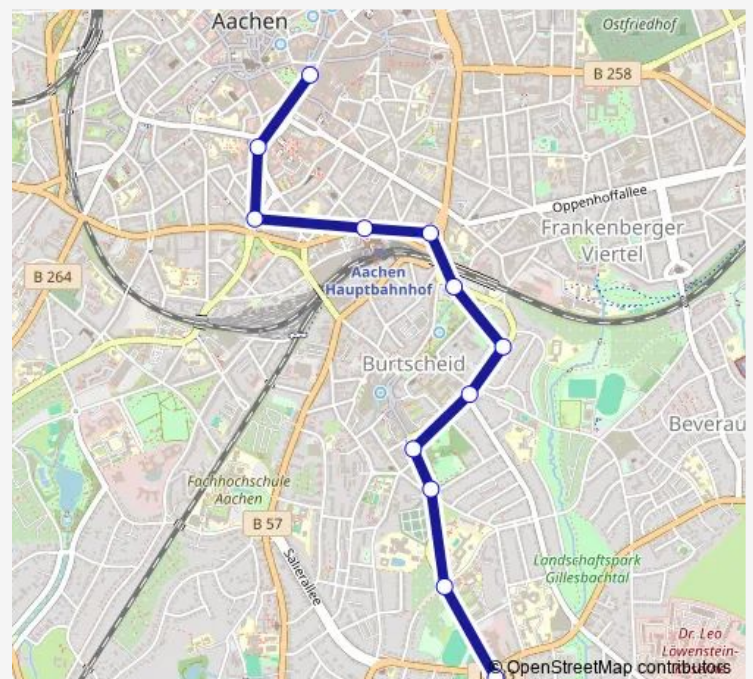 Aachen
Ostfriedhof
B 258
Oppenhoffallee
Frankenberger
Viertel
B 264
Aachen
Hauptbahnhof
Burtscheid
Beverau
Fachhochschule
Aachen
B 57
Salierallee
Landschaftspark
Gillesbachtal
Dr. Leo
Löwenstein-
© OpenStreetMap contributors